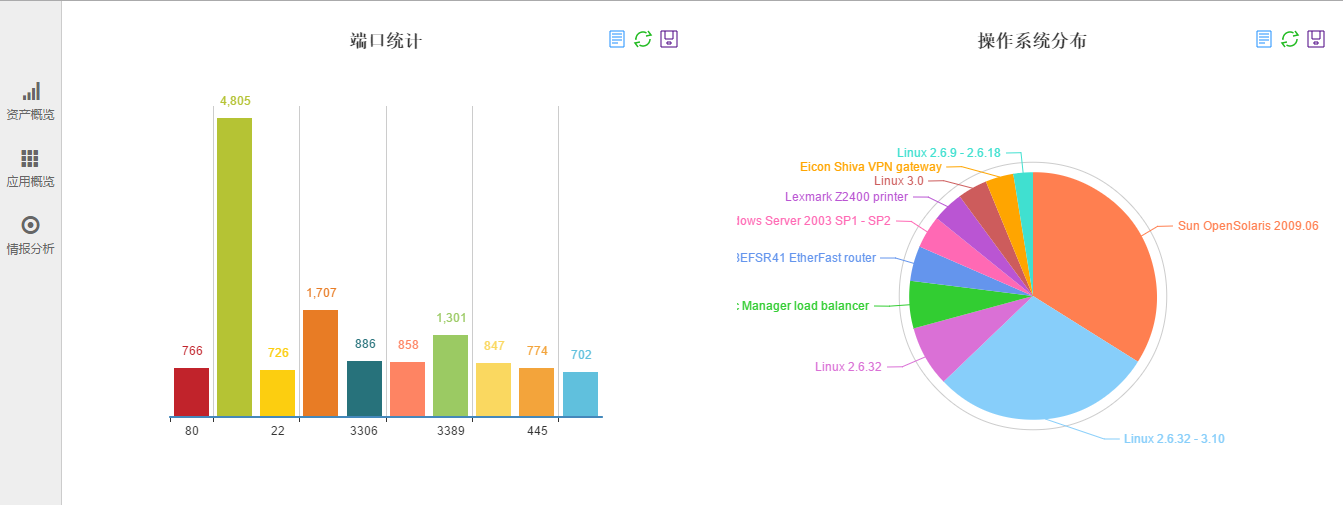 资产概览
应用概览
情报分析
端口统计
4,805
1,707
1,301
766
726
886
858
847
774
702
80
22
3306
3389
445
操作系统分布
Linux 2.6.9 - 2.6.18
Eicon Shiva VPN gateway
Linux 3.0
Lexmark Z2400 printer
dows Server 2003 SP1 - SP2
BEFSR41 EtherFast router
Manager load balancer
Linux 2.6.32
Sun OpenSolaris 2009.06
Linux 2.6.32 - 3.10